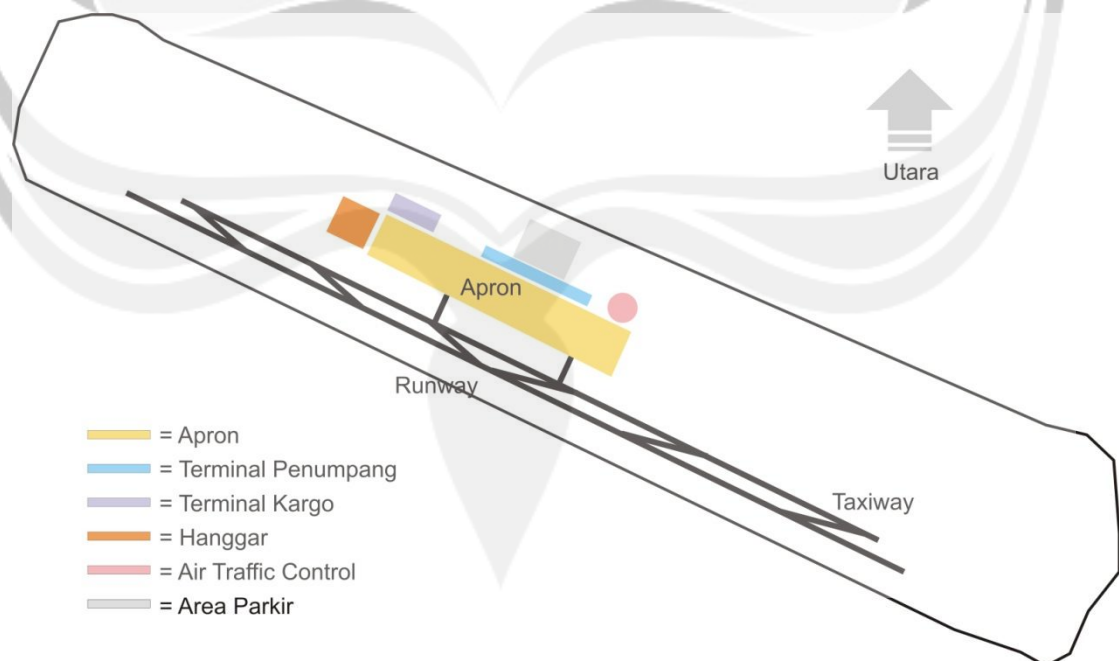 Utara
Apron
Runway
Taxiway
= Apron
= Terminal Penumpang
= Terminal Kargo
= Hanggar
= Air Traffic Control
= Area Parkir